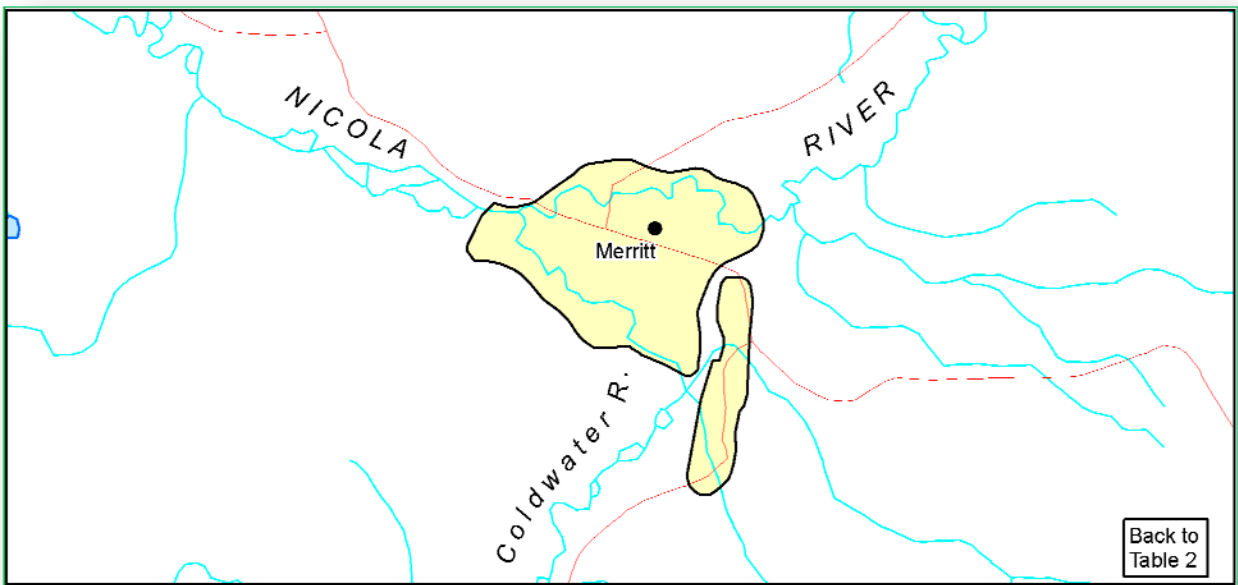 NICOLA
RIVER
Merritt
Coldwater R.
Back to
Table 2